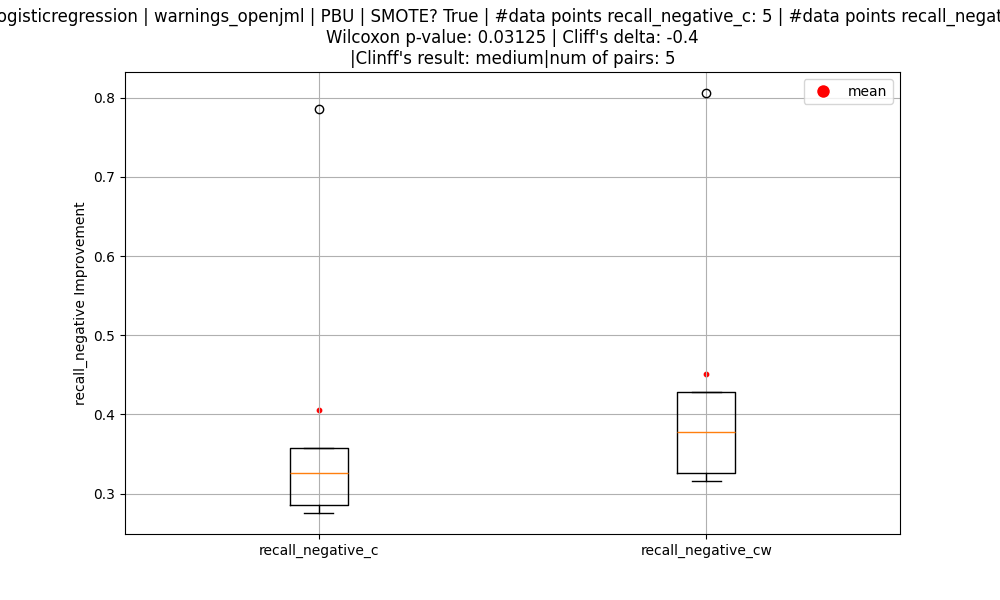 ogisticregression | warnings_openjml | PBU | SMOTE? True | #data points recall_negative_c: 5 | #data points recall_negat
Wilcoxon p-value: 0.03125 | Cliff's delta: -0.4
|Clinff's result: medium|num of pairs: 5
mean
0.8
0.7
0.6
0.5
0.4
0.3
recall_negative Improvement
recall_negative_c
recall_negative_cw